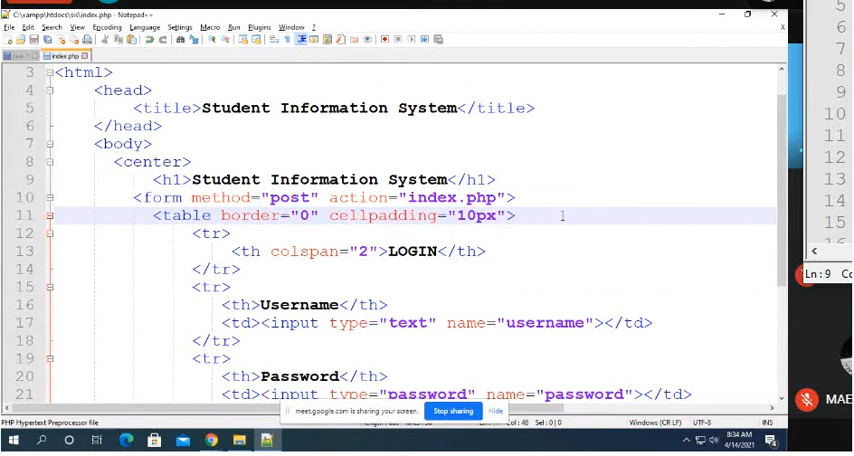 C:\xampp\htdocs\sis\index.php - Notepad++
File Edit Search View Encoding Language Settings Macro Run Plugins Window ?
index.php
3 <html>
4 <head>
5 <title>Student Information System</title>
6 </head>
7 <body>
8 <center>
9 <h1>Student Information System</h1>
10 <form method="post" action="index.php">
11 <table border="0" cellpadding="10px">
12 <tr>
13 <th colspan="2">LOGIN</th>
14 </tr>
15 <tr>
16 <th>Username</th>
17 <td><input type="text" name="username"></td>
18 </tr>
19 <tr>
20 <th>Password</th>
21 <td><input type="password" name="password"></td>
meet.google.com is sharing your screen. Stop sharing Hide
PHP Hypertext Preprocessor file
Col : 48 Sel : 0 | 0
Windows (CR LF) UTF-8 INS
8:34 AM
4/14/2021
4
5
6
7
8
9
10
11
12
13
14
15
16
Ln : 9 Co
MAE